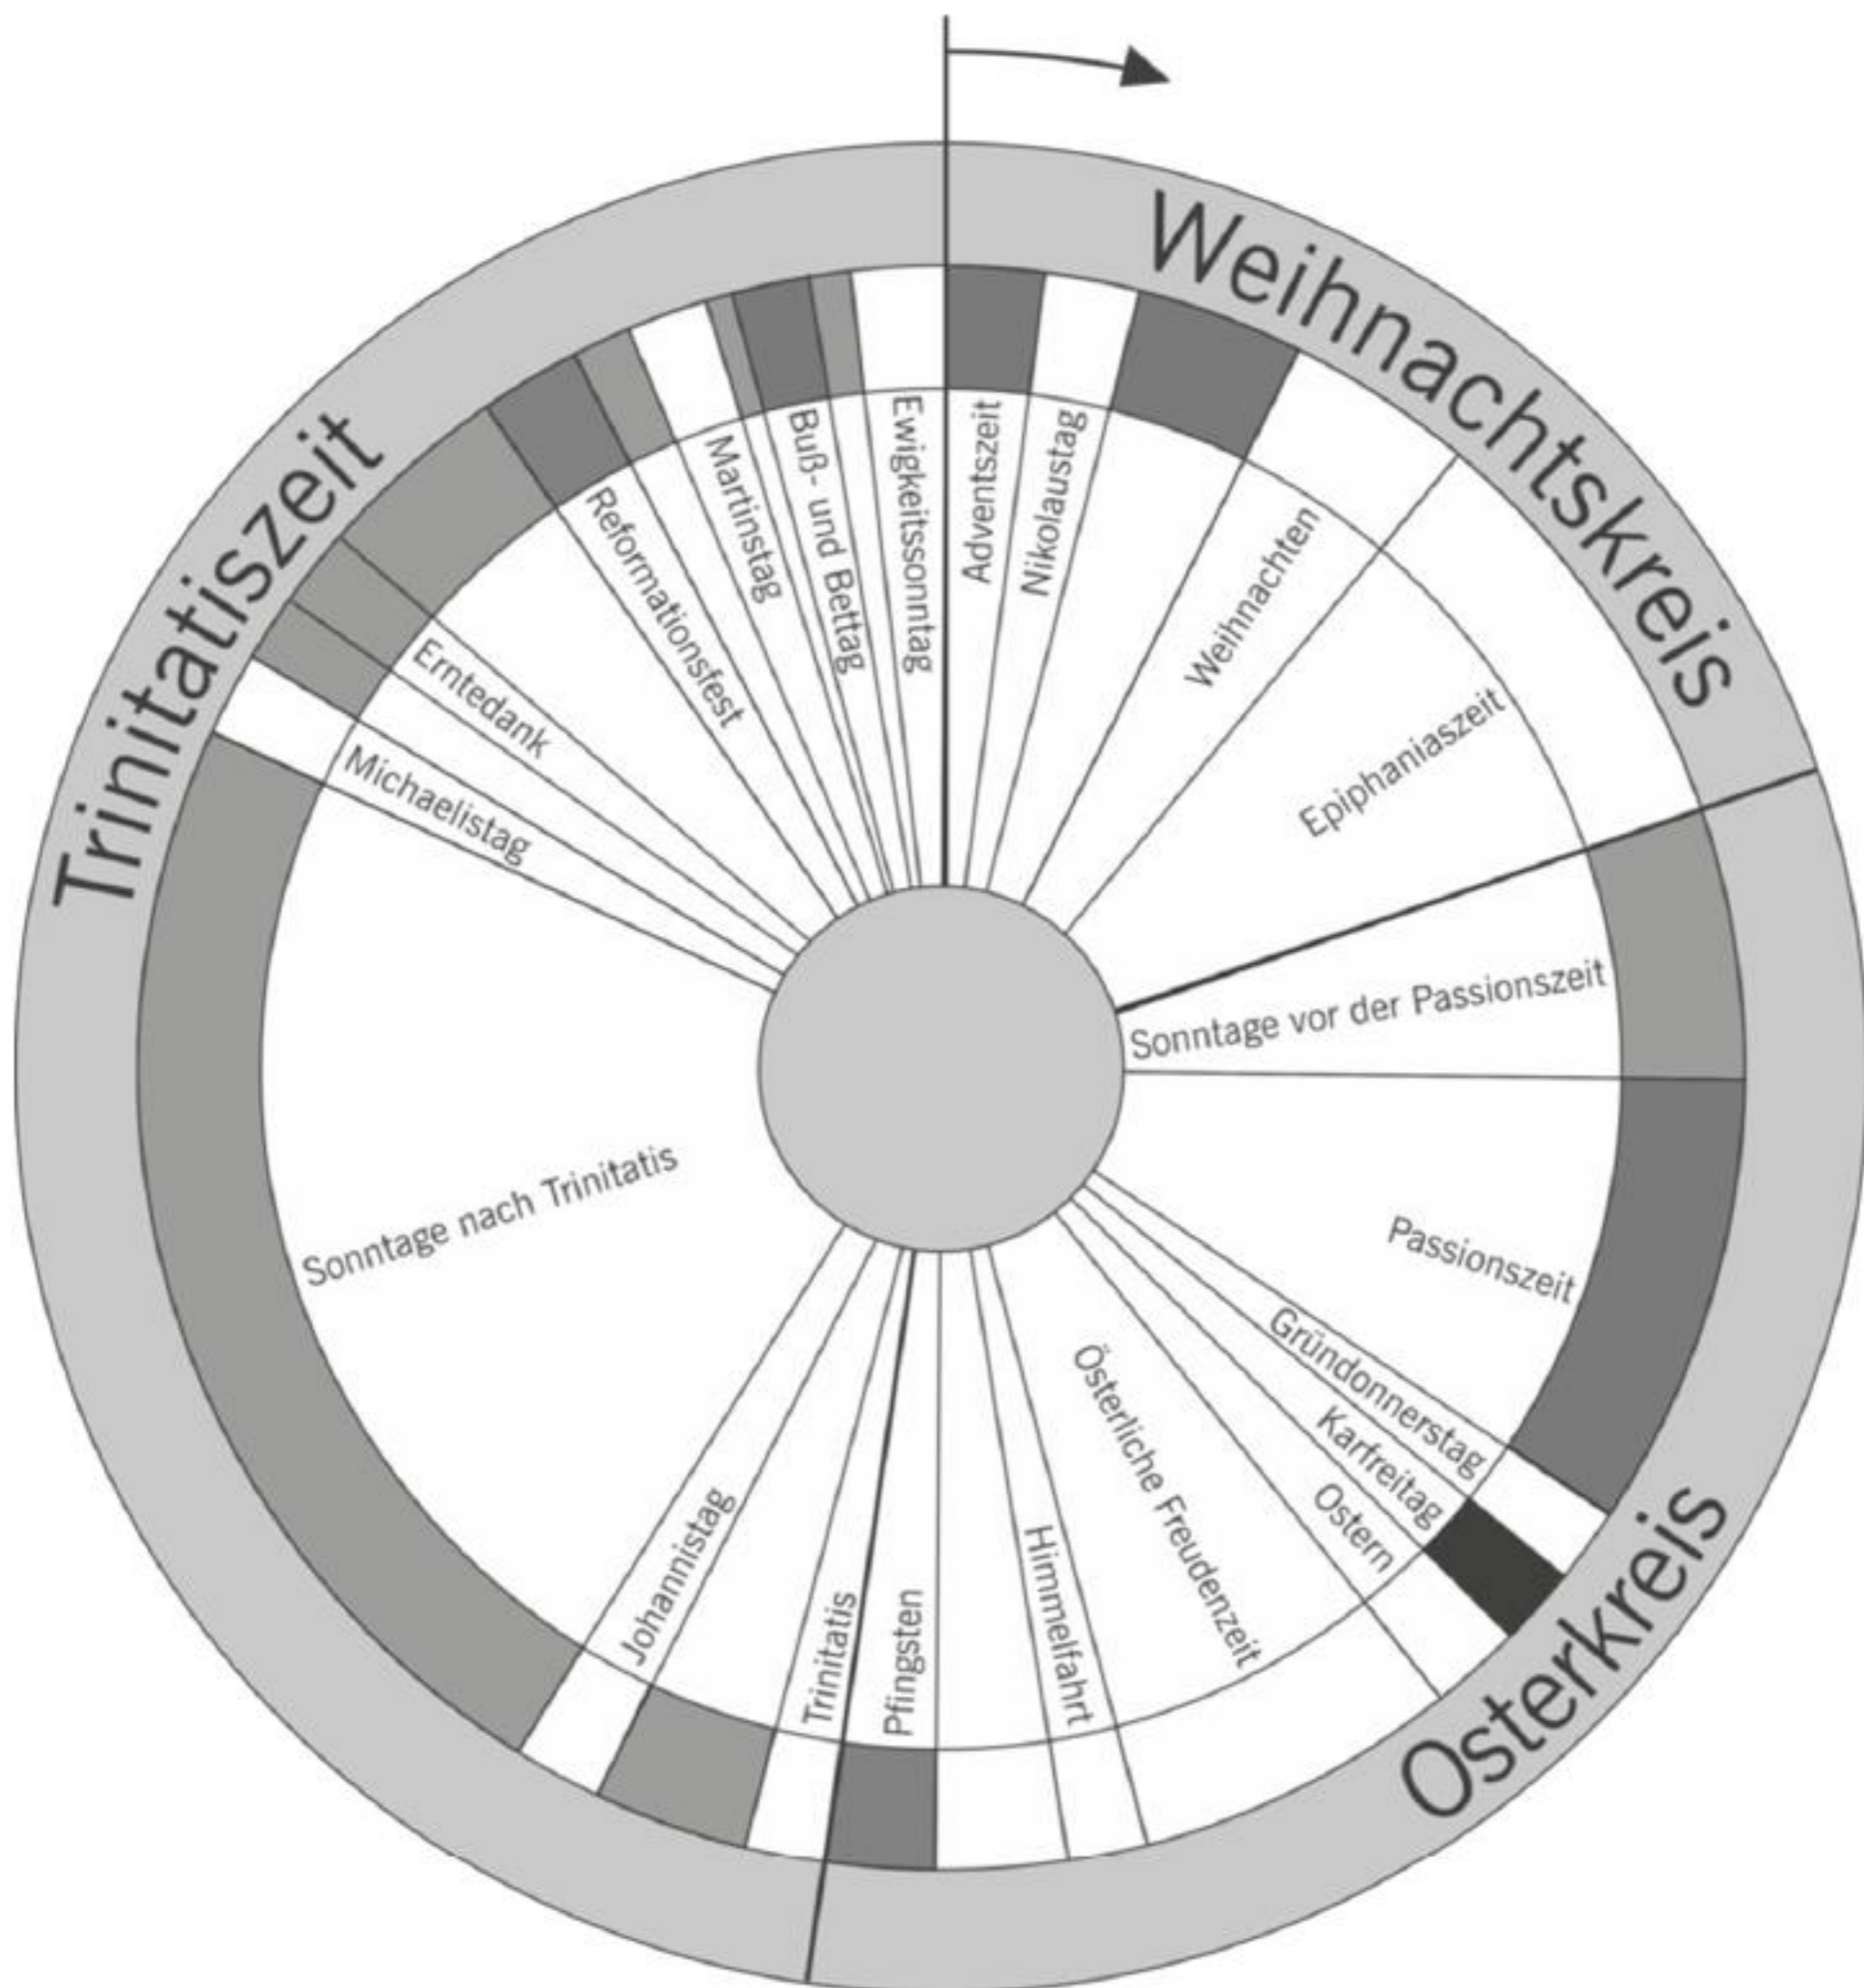 Weihnachtskreis
Adventszeit
Nikolaustag
Weihnachten
Epiphaniaszeit
Osterkreis
Sonntage vor der Passionszeit
Passionszeit
Gründonnerstag
Karfreitag
Ostern
Österliche Freudenzeit
Himmelfahrt
Pfingsten
Trinitatiszeit
Trinitatis
Johannistag
Sonntage nach Trinitatis
Michaelistag
Erntedank
Reformationsfest
Martinstag
Buß- und Bettag
Ewigkeitssonntag